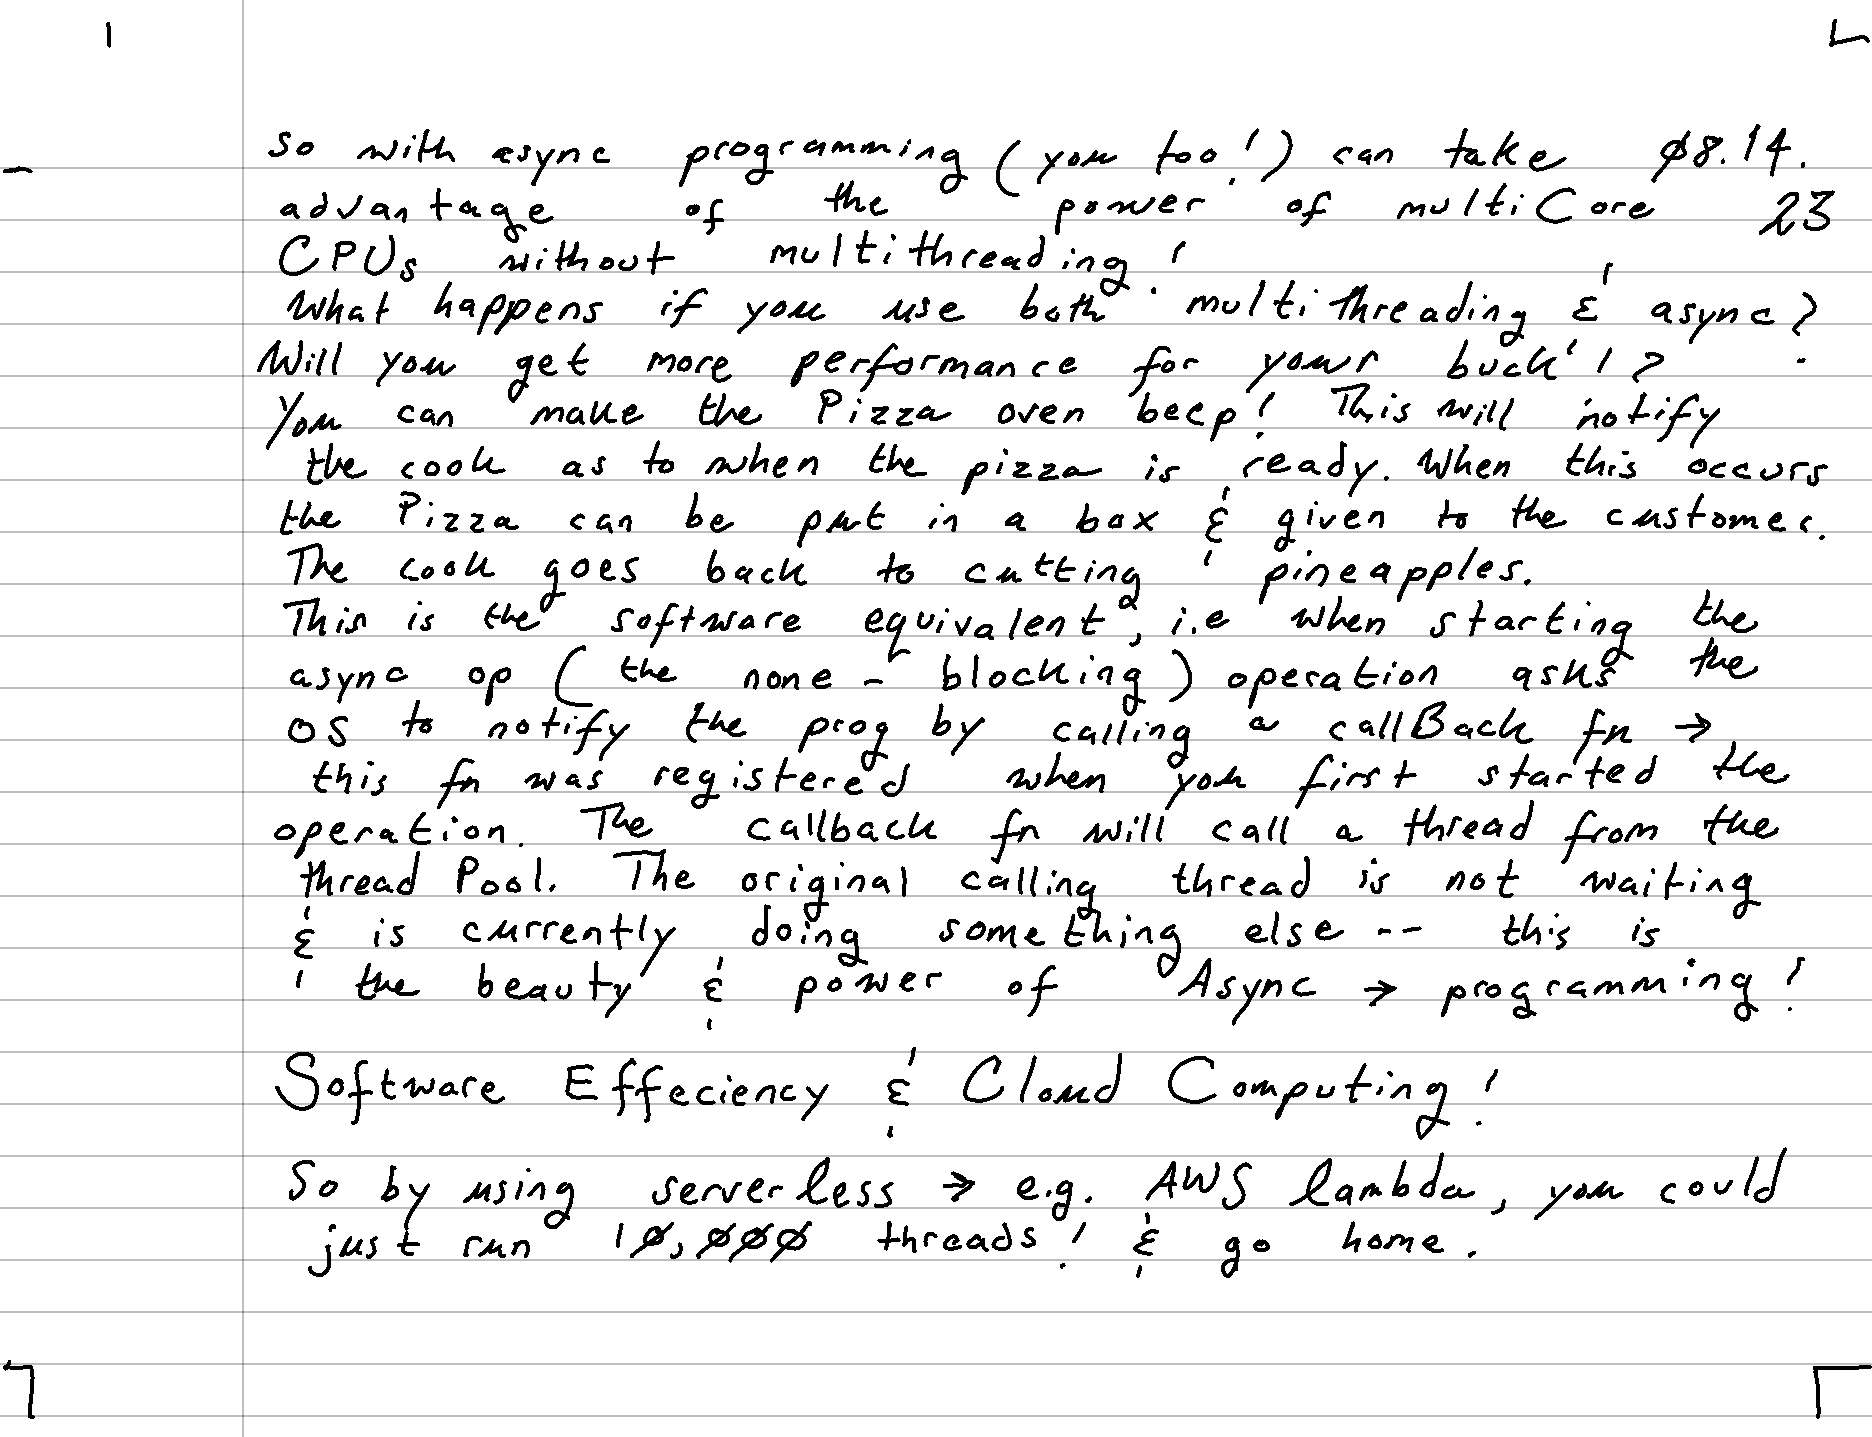 So with async programming (you too!) can take ø8.14.
advantage of the power of multiCore 23
CPUs without multithreading!
What happens if you use both multithreading & async?
Will you get more performance for your buck'!?
You can make the Pizza oven beep! This will notify
the cook as to when the pizza is ready. When this occurs
the Pizza can be put in a box & given to the customer.
The cook goes back to cutting pineapples.
This is the software equivalent, i.e when starting the
async op (the none-blocking) operation asks the
OS to notify the prog by calling a callBack fn →
this fn was registered when you first started the
operation. The callback fn will call a thread from the
thread Pool. The original calling thread is not waiting
& is currently doing something else -- this is
the beauty & power of Async → programming!
Software Effeciency & Cloud Computing!
So by using serverless → e.g. AWS lambda, you could
just run 1ø,øøø threads! & go home.